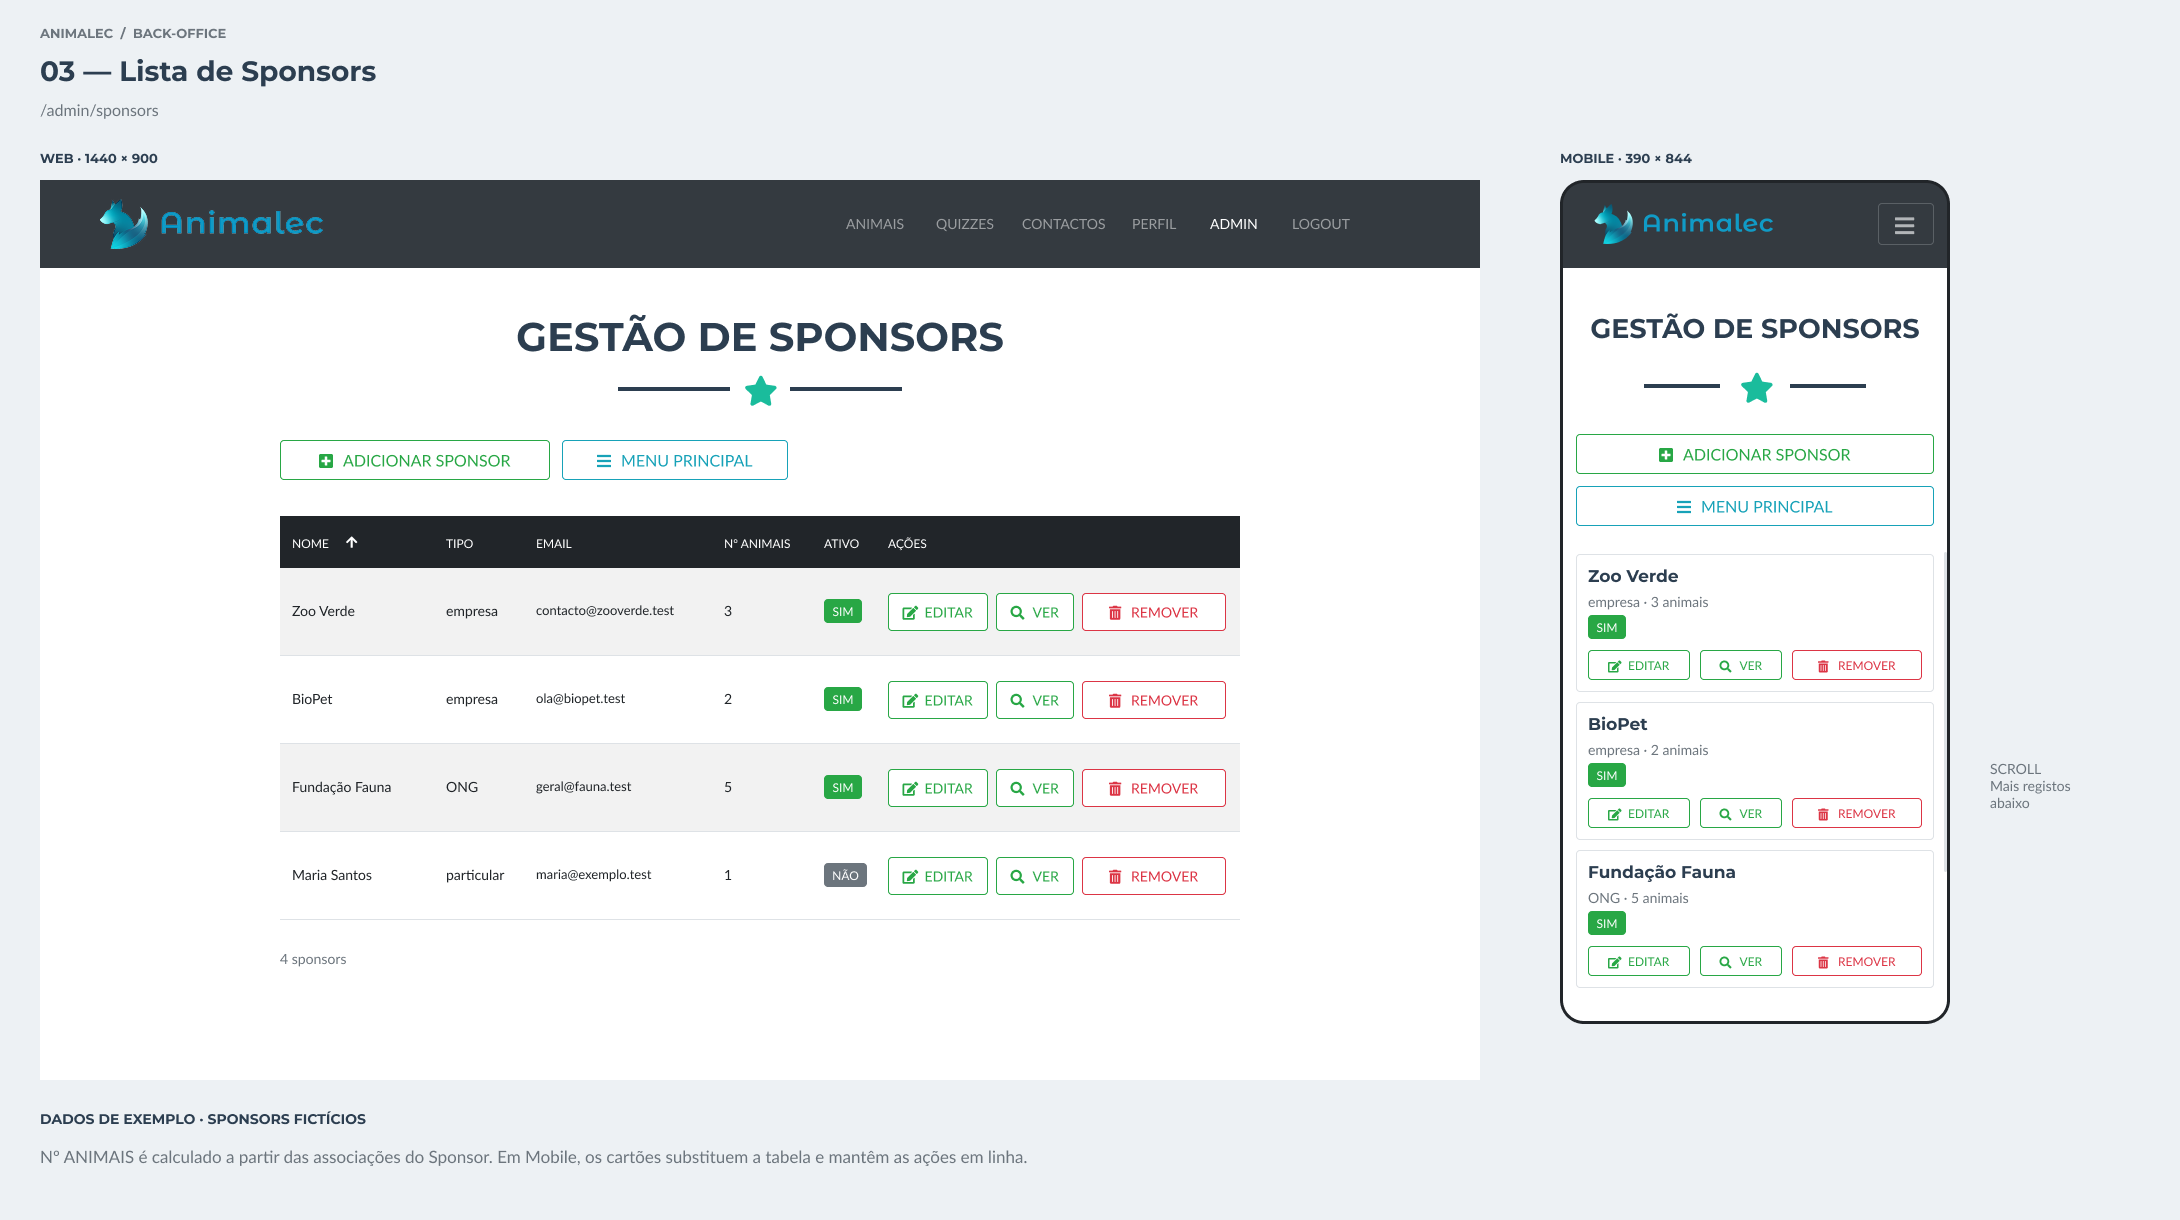 ANIMALEC / BACK-OFFICE
03 — Lista de Sponsors
/admin/sponsors
WEB · 1440 × 900
Animalec
ANIMAIS QUIZZES CONTACTOS PERFIL ADMIN LOGOUT
GESTÃO DE SPONSORS
ADICIONAR SPONSOR MENU PRINCIPAL
NOME TIPO EMAIL Nº ANIMAIS ATIVO AÇÕES
Zoo Verde empresa contacto@zooverde.test 3 SIM EDITAR VER REMOVER
BioPet empresa ola@biopet.test 2 SIM EDITAR VER REMOVER
Fundação Fauna ONG geral@fauna.test 5 SIM EDITAR VER REMOVER
Maria Santos particular maria@exemplo.test 1 NÃO EDITAR VER REMOVER
4 sponsors
MOBILE · 390 × 844
Animalec
GESTÃO DE SPONSORS
ADICIONAR SPONSOR
MENU PRINCIPAL
Zoo Verde
empresa · 3 animais
SIM
EDITAR VER REMOVER
BioPet
empresa · 2 animais
SIM
EDITAR VER REMOVER
Fundação Fauna
ONG · 5 animais
SIM
EDITAR VER REMOVER
SCROLL
Mais registos
abaixo
DADOS DE EXEMPLO · SPONSORS FICTÍCIOS
Nº ANIMAIS é calculado a partir das associações do Sponsor. Em Mobile, os cartões substituem a tabela e mantêm as ações em linha.